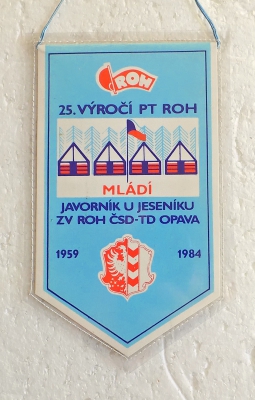 ROH
25. VÝROČÍ PT ROH
MLÁDÍ
JAVORNÍK U JESENÍKU
ZV ROH ČSD-TD OPAVA
1959 1984